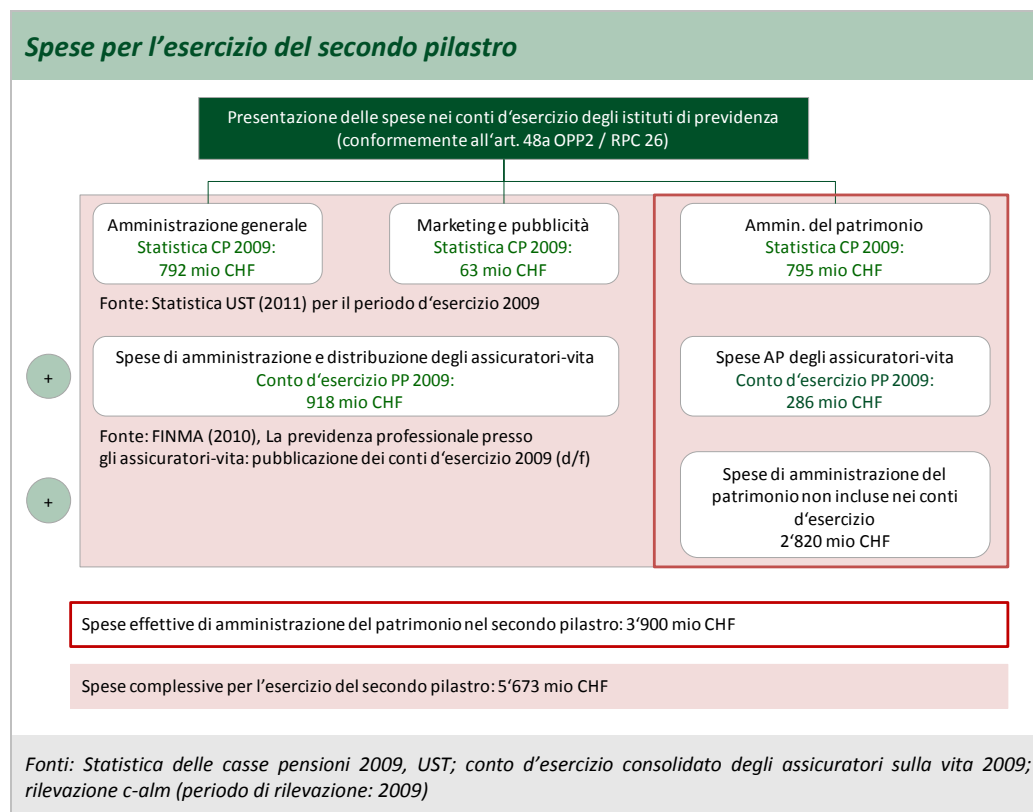 Spese per l'esercizio del secondo pilastro
Presentazione delle spese nei conti d'esercizio degli istituti di previdenza
(conformemente all'art. 48a OPP2 / RPC 26)
Amministrazione generale
Statistica CP 2009:
792 mio CHF
Marketing e pubblicità
Statistica CP 2009:
63 mio CHF
Ammin. del patrimonio
Statistica CP 2009:
795 mio CHF
Fonte: Statistica UST (2011) per il periodo d'esercizio 2009
+
Spese di amministrazione e distribuzione degli assicuratori-vita
Conto d'esercizio PP 2009:
918 mio CHF
Spese AP degli assicuratori-vita
Conto d'esercizio PP 2009:
286 mio CHF
Fonte: FINMA (2010), La previdenza professionale presso
gli assicuratori-vita: pubblicazione dei conti d'esercizio 2009 (d/f)
+
Spese di amministrazione del
patrimonio non incluse nei conti
d'esercizio
2'820 mio CHF
Spese effettive di amministrazione del patrimonio nel secondo pilastro: 3'900 mio CHF
Spese complessive per l'esercizio del secondo pilastro: 5'673 mio CHF
Fonti: Statistica delle casse pensioni 2009, UST; conto d'esercizio consolidato degli assicuratori sulla vita 2009;
rilevazione c-alm (periodo di rilevazione: 2009)